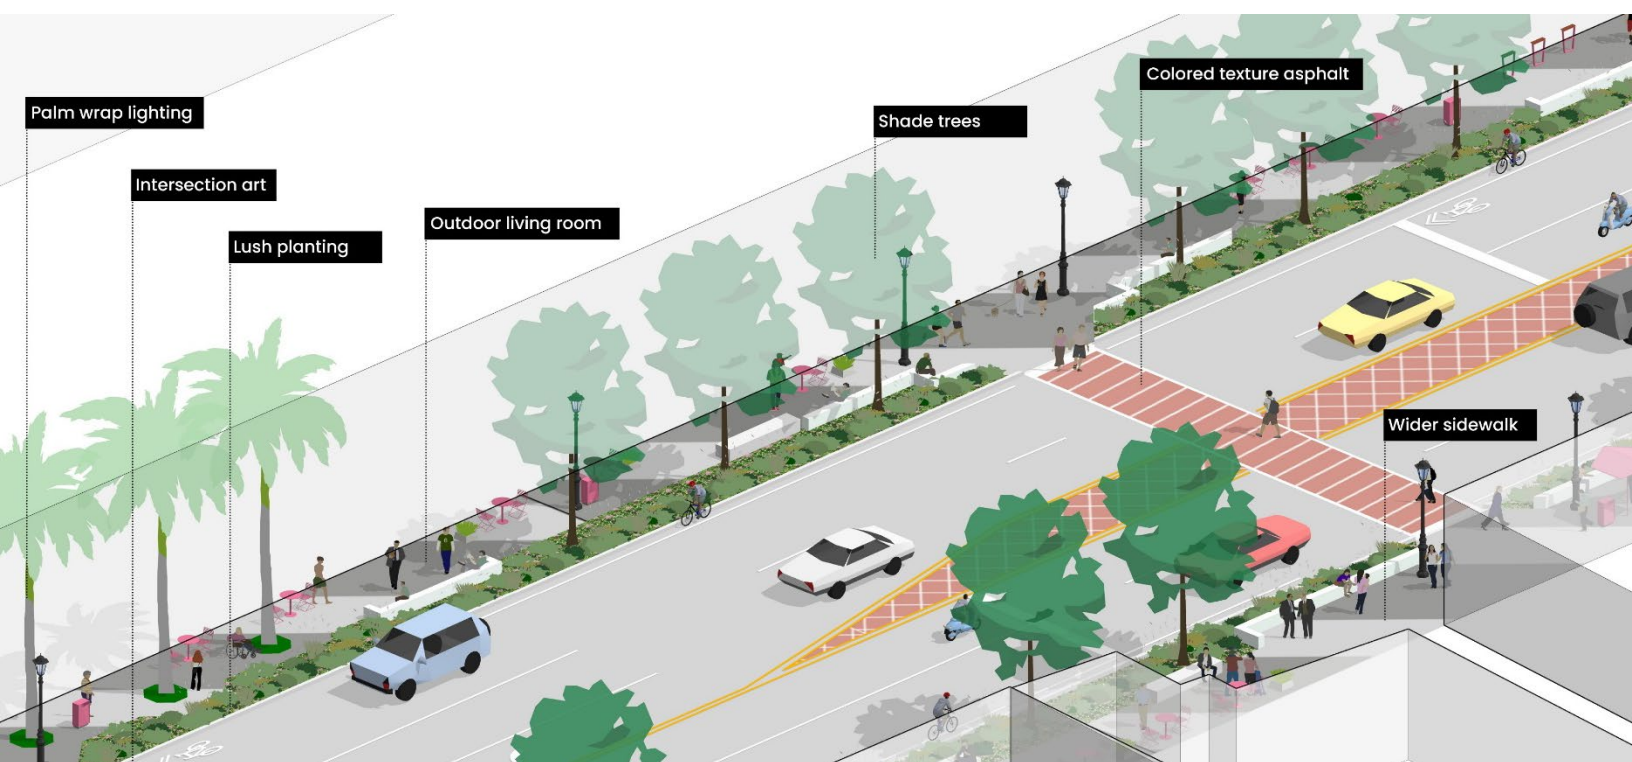 Colored texture asphalt
Palm wrap lighting
Shade trees
Intersection art
Outdoor living room
Lush planting
Wider sidewalk